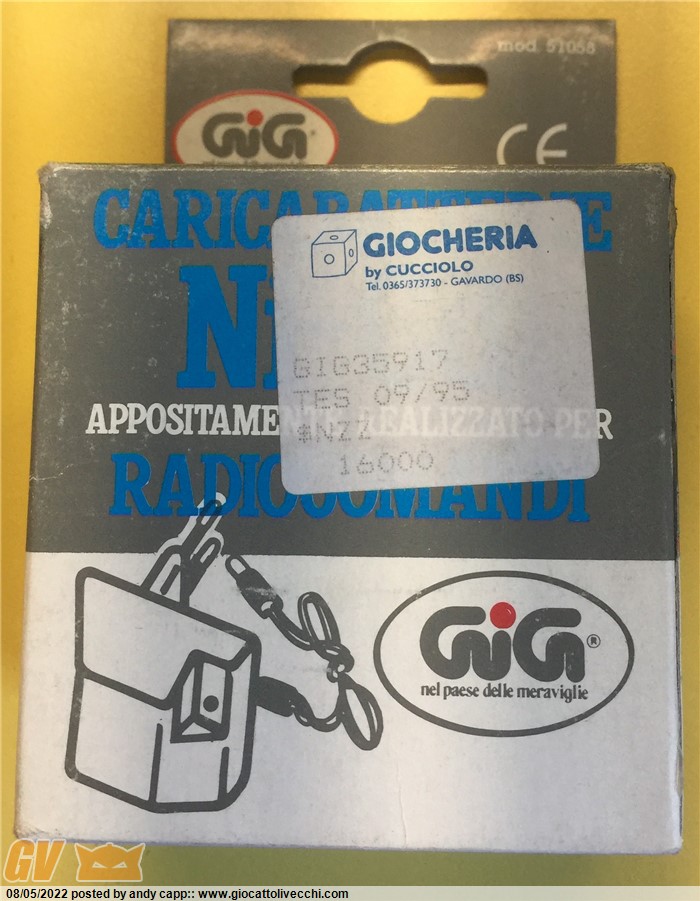 mod. 51058
GiG
CE
CARICABATTERIE
Ni
GIOCHERIA
by CUCCIOLO
Tel. 0365/373730 - GAVARDO (BS)
GIG35917
TES 09/95
$NZZ
16000
APPOSITAMENTE REALIZZATO PER
RADIOCOMANDI
GiG®
nel paese delle meraviglie
GV
08/05/2022 posted by andy capp:: www.giocattolivecchi.com